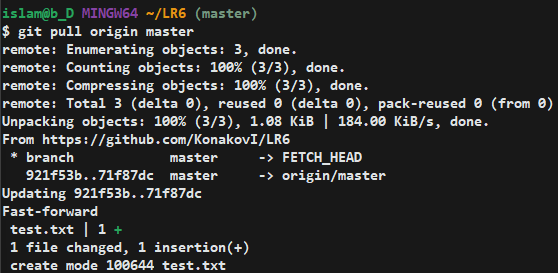 islam@b_D MINGW64 ~/LR6 (master)
$ git pull origin master
remote: Enumerating objects: 3, done.
remote: Counting objects: 100% (3/3), done.
remote: Compressing objects: 100% (3/3), done.
remote: Total 3 (delta 0), reused 0 (delta 0), pack-reused 0 (from 0)
Unpacking objects: 100% (3/3), 1.08 KiB | 184.00 KiB/s, done.
From https://github.com/KonakovI/LR6
 * branch            master     -> FETCH_HEAD
   921f53b..71f87dc  master     -> origin/master
Updating 921f53b..71f87dc
Fast-forward
 test.txt | 1 +
 1 file changed, 1 insertion(+)
 create mode 100644 test.txt